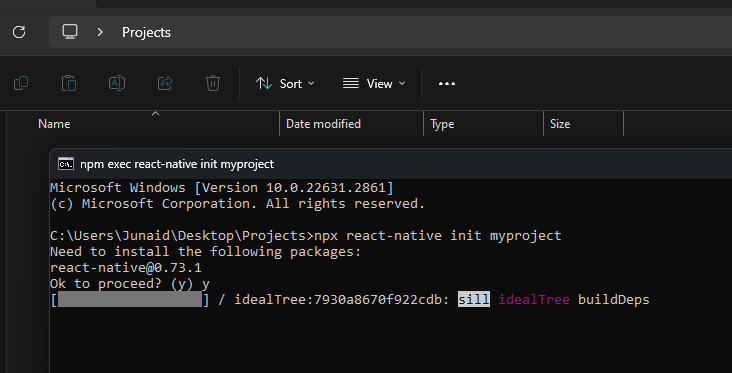 Projects
Sort
View
Name
Date modified
Type
Size
npm exec react-native init myproject
Microsoft Windows [Version 10.0.22631.2861]
(c) Microsoft Corporation. All rights reserved.
C:\Users\Junaid\Desktop\Projects>npx react-native init myproject
Need to install the following packages:
react-native@0.73.1
Ok to proceed? (y) y
[                  ] / idealTree:7930a8670f922cdb: sill idealTree buildDeps